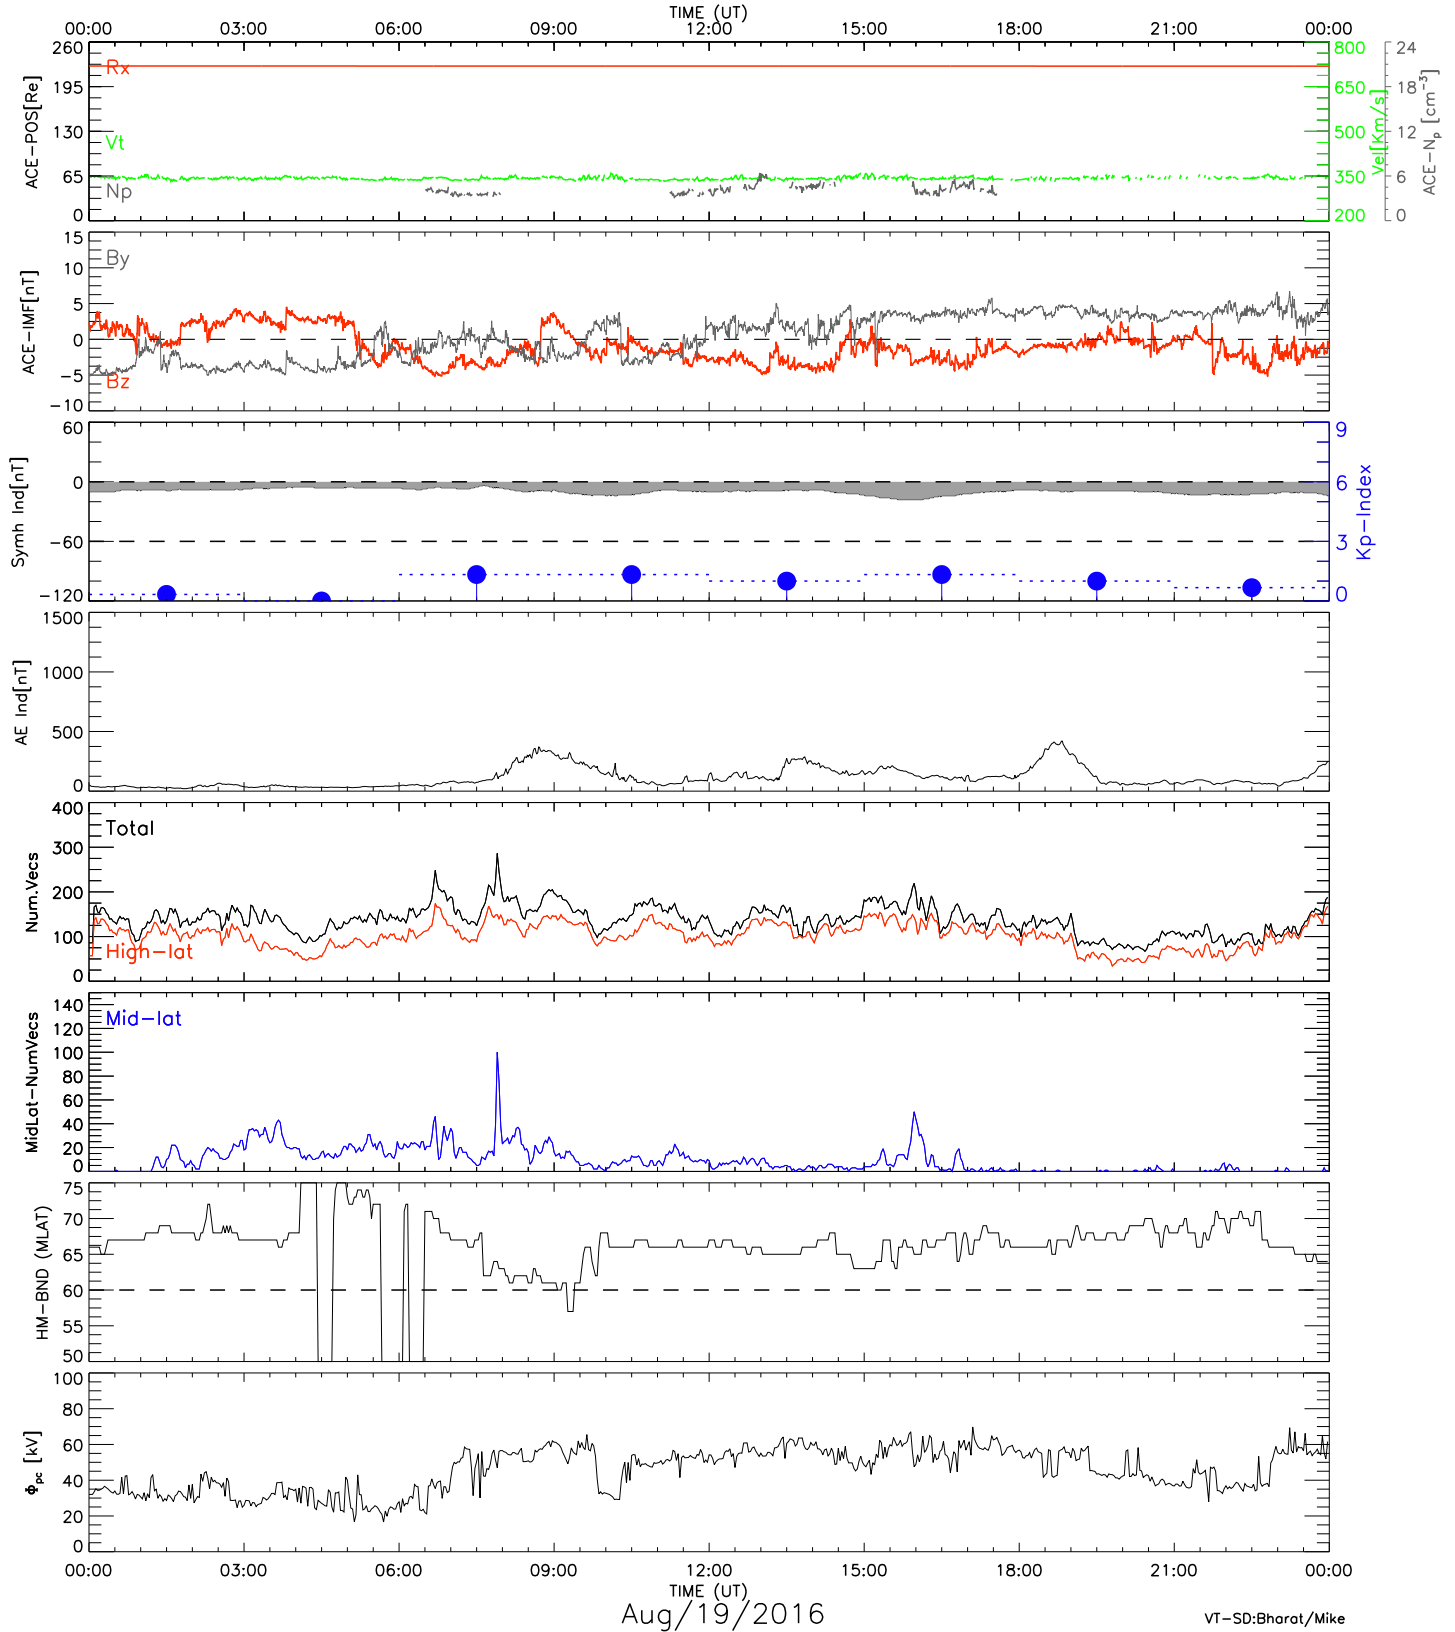 TIME (UT)
00:00 03:00 06:00 09:00 12:00 15:00 18:00 21:00 00:00
ACE-POS[Re]
260
195
130
65
0
Rx
Vt
Np
800
650
500
350
200
Vel[Km/s]
24
18
12
6
0
ACE-Np [cm-3]
ACE-IMF[nT]
15
10
5
0
-5
-10
By
Bz
Symh Ind[nT]
60
0
-60
-120
9
6
3
0
Kp-Index
AE Ind[nT]
1500
1000
500
0
Num.Vecs
400
300
200
100
0
Total
High-lat
MidLat-NumVecs
140
120
100
80
60
40
20
0
Mid-lat
HM-BND (MLAT)
75
70
65
60
55
50
Φpc [kV]
100
80
60
40
20
0
00:00 03:00 06:00 09:00 12:00 15:00 18:00 21:00 00:00
TIME (UT)
Aug/19/2016
VT-SD:Bharat/Mike